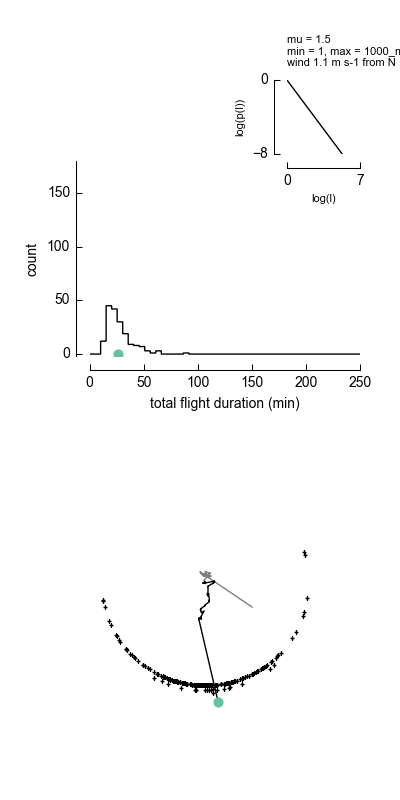 mu = 1.5
min = 1, max = 1000_m
wind 1.1 m s-1 from N
0
log(p(l))
−8
0
7
log(l)
150
100
count
50
0
0
50
100
150
200
250
total flight duration (min)